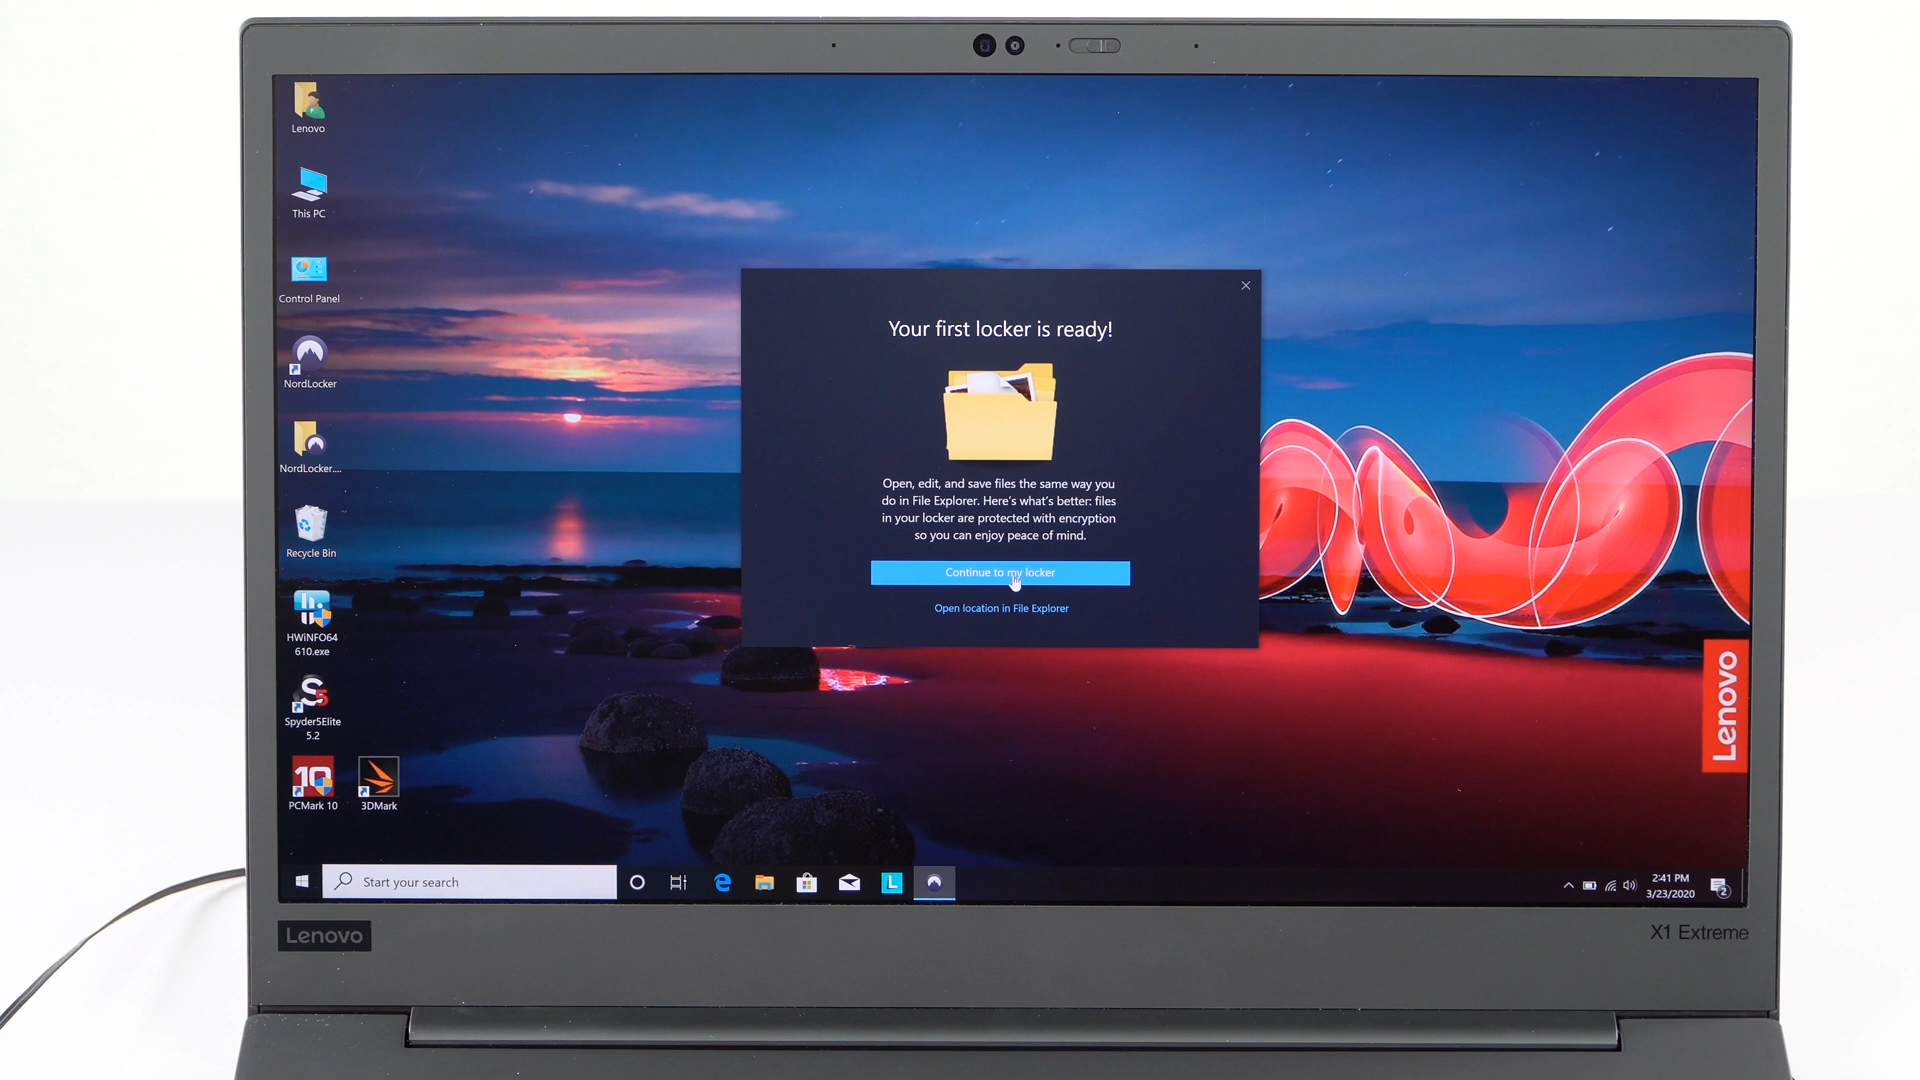 Lenovo
This PC
Control Panel
NordLocker
NordLocker....
Recycle Bin
HWiNFO64
610.exe
Spyder5Elite
5.2
PCMark 10
3DMark
Your first locker is ready!
Open, edit, and save files the same way you
do in File Explorer. Here's what's better: files
in your locker are protected with encryption
so you can enjoy peace of mind.
Continue to my locker
Open location in File Explorer
Lenovo
Start your search
L
2:41 PM
3/23/2020
2
Lenovo
X1 Extreme